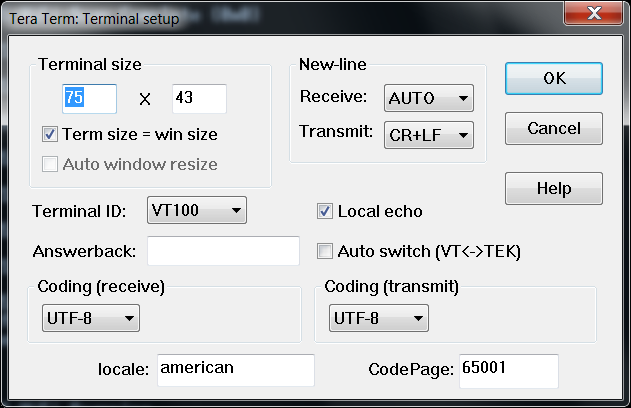 Tera Term: Terminal setup
Terminal size
75 X 43
Term size = win size
Auto window resize
New-line
Receive: AUTO
Transmit: CR+LF
OK
Cancel
Help
Terminal ID: VT100
Local echo
Answerback:
Auto switch (VT<->TEK)
Coding (receive)
UTF-8
Coding (transmit)
UTF-8
locale: american
CodePage: 65001